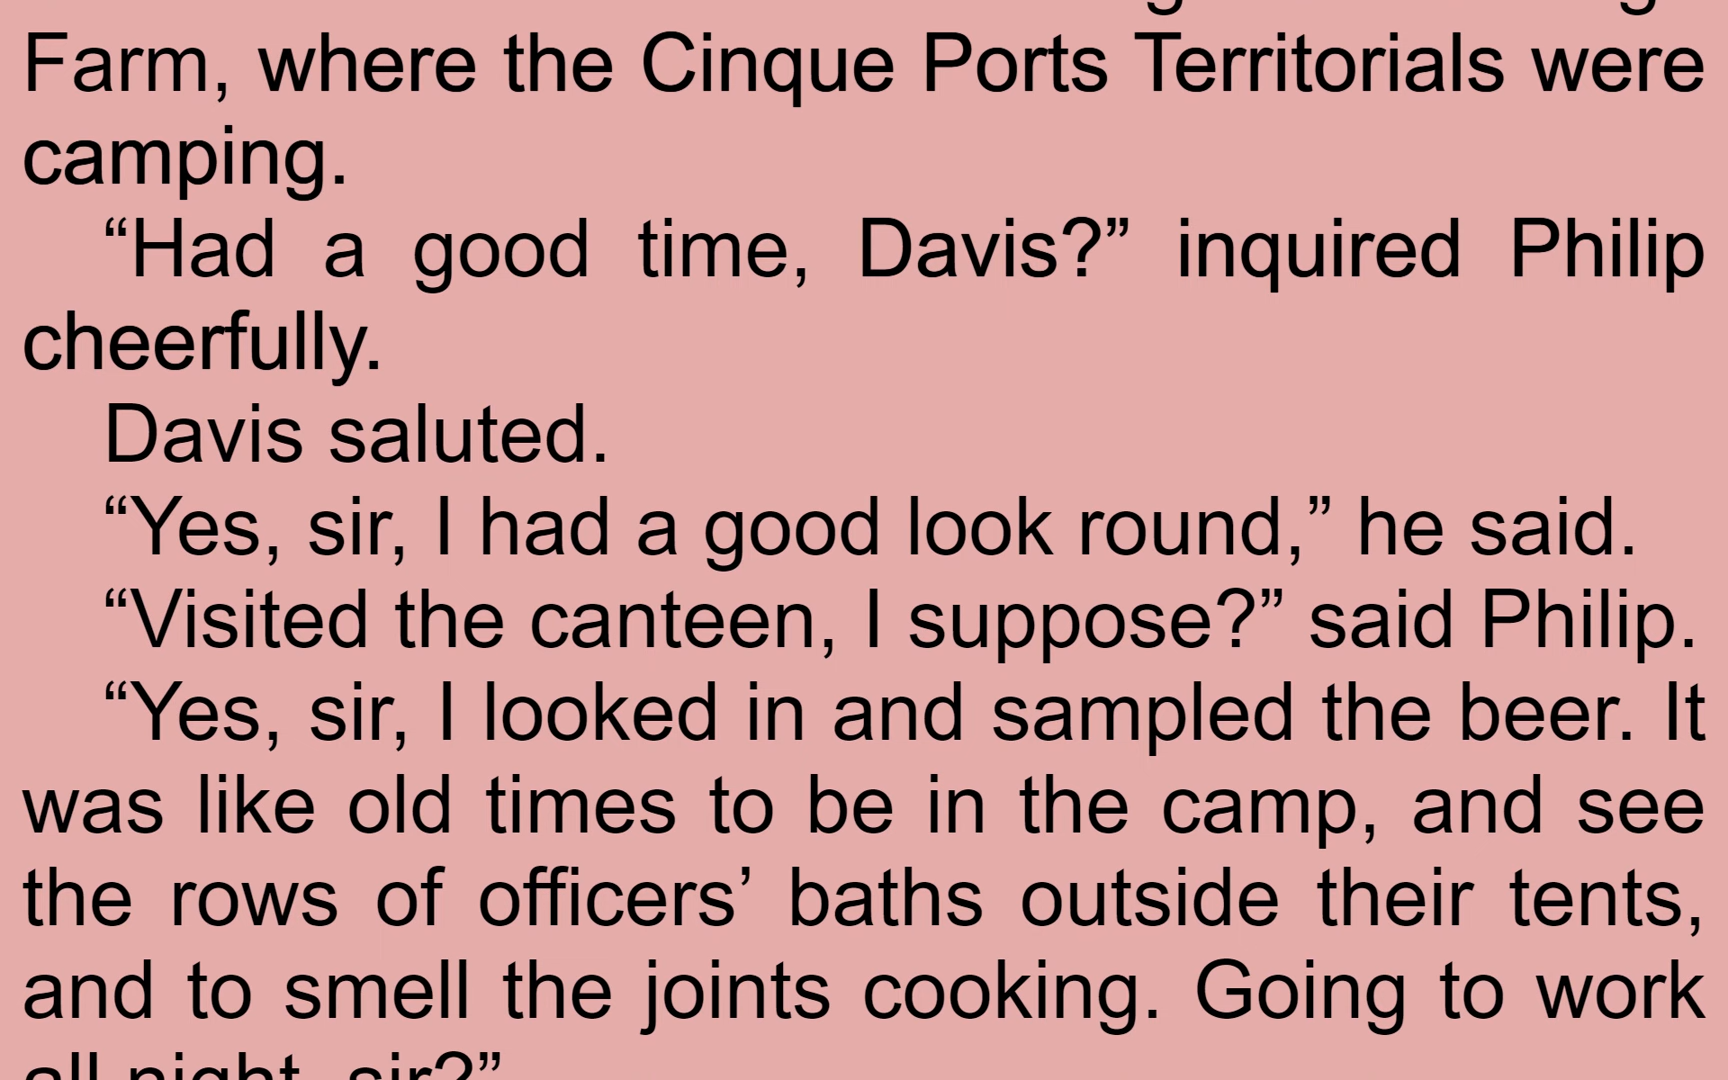 Farm, where the Cinque Ports Territorials were
camping.
“Had a good time, Davis?” inquired Philip
cheerfully.
Davis saluted.
“Yes, sir, I had a good look round,” he said.
“Visited the canteen, I suppose?” said Philip.
“Yes, sir, I looked in and sampled the beer. It
was like old times to be in the camp, and see
the rows of officers’ baths outside their tents,
and to smell the joints cooking. Going to work
all night, sir?”